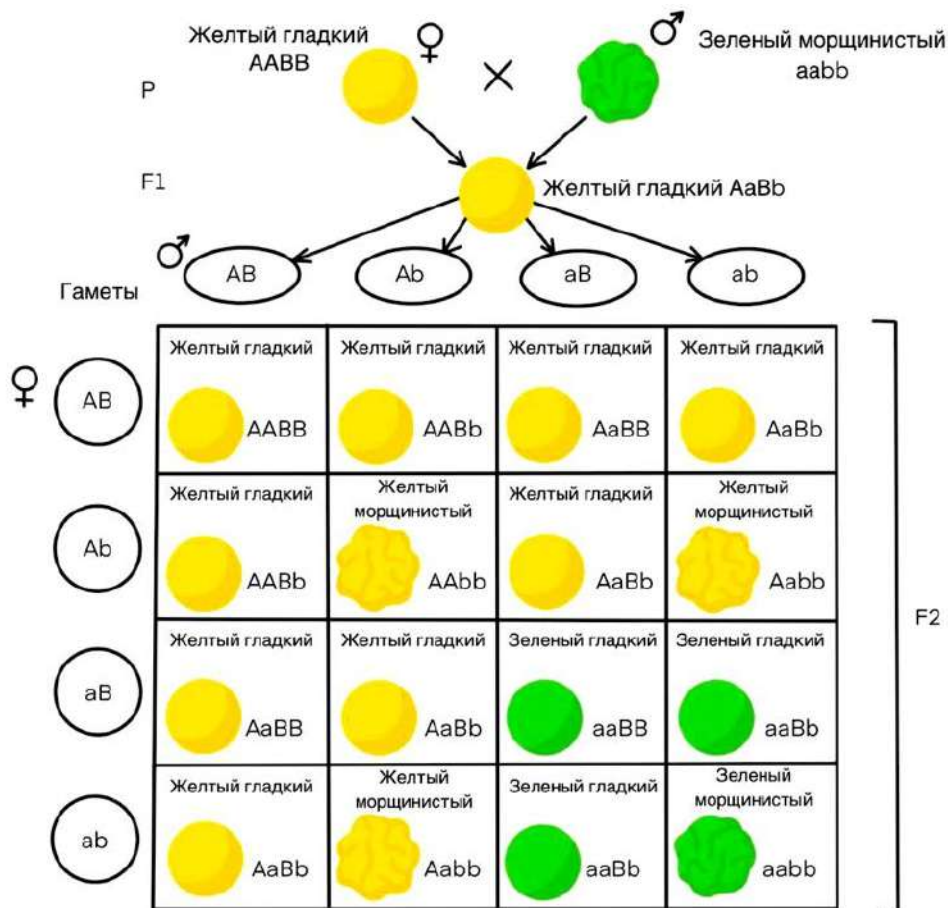 Желтый гладкий
AABB
♀
♂
Зеленый морщинистый
aabb
P
F1
Желтый гладкий AaBb
♂
AB
Ab
aB
ab
Гаметы
♀
AB
Желтый гладкий
AABB
Желтый гладкий
AABb
Желтый гладкий
AaBB
Желтый гладкий
AaBb
Ab
Желтый гладкий
AABb
Желтый
морщинистый
AAbb
Желтый гладкий
AaBb
Желтый
морщинистый
Aabb
F2
aB
Желтый гладкий
AaBB
Желтый гладкий
AaBb
Зеленый гладкий
aaBB
Зеленый гладкий
aaBb
ab
Желтый гладкий
AaBb
Желтый
морщинистый
Aabb
Зеленый гладкий
aaBb
Зеленый
морщинистый
aabb